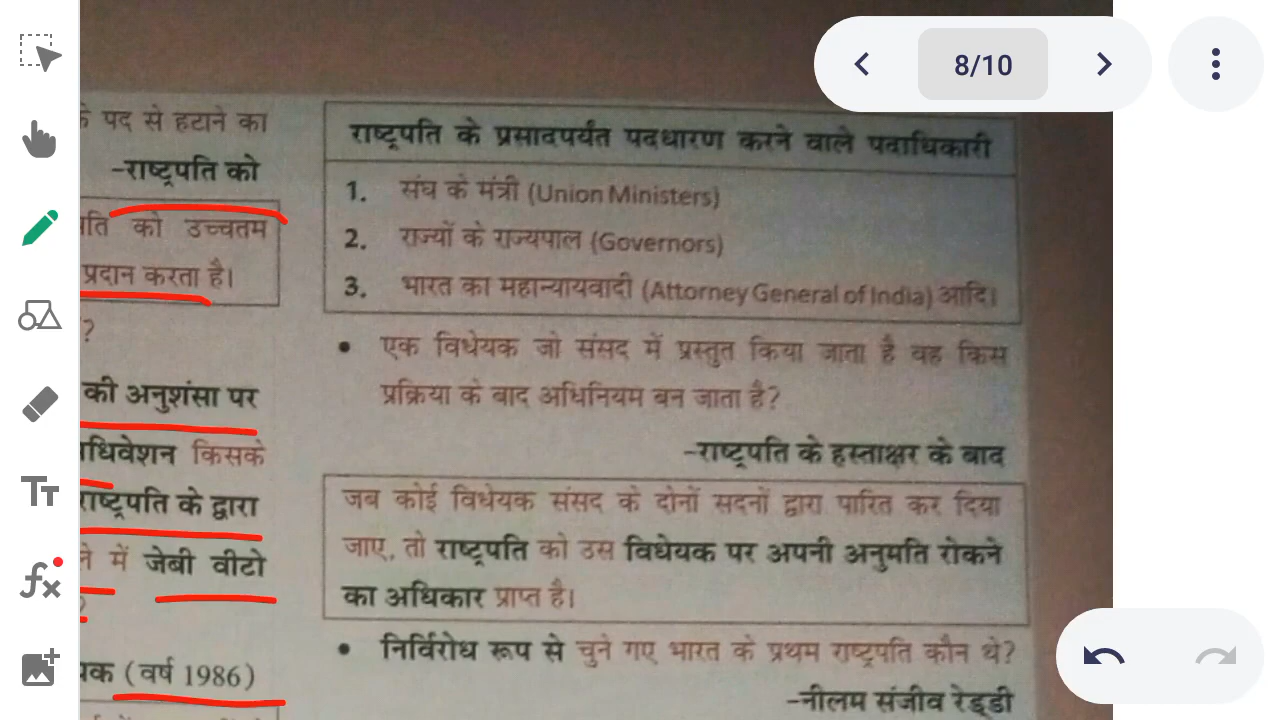 8/10
पद से हटाने का
-राष्ट्रपति को
को उच्चतम
प्रदान करता है।
?
की अनुशंसा पर
किसके
राष्ट्रपति के द्वारा
में जेबी वीटो
(वर्ष 1986)
राष्ट्रपति के प्रसादपर्यंत पदधारण करने वाले पदाधिकारी
1. संघ के मंत्री (Union Ministers)
2. राज्यों के राज्यपाल (Governors)
3. भारत का महान्यायवादी (Attorney General of India) आदि।
• एक विधेयक जो संसद में प्रस्तुत किया जाता है वह किस
प्रक्रिया के बाद अधिनियम बन जाता है?
-राष्ट्रपति के हस्ताक्षर के बाद
जब कोई विधेयक संसद के दोनों सदनों द्वारा पारित कर दिया
जाए, तो राष्ट्रपति को उस विधेयक पर अपनी अनुमति रोकने
का अधिकार प्राप्त है।
• निर्विरोध रूप से चुने गए भारत के प्रथम राष्ट्रपति कौन थे?
-नीलम संजीव रेड्डी